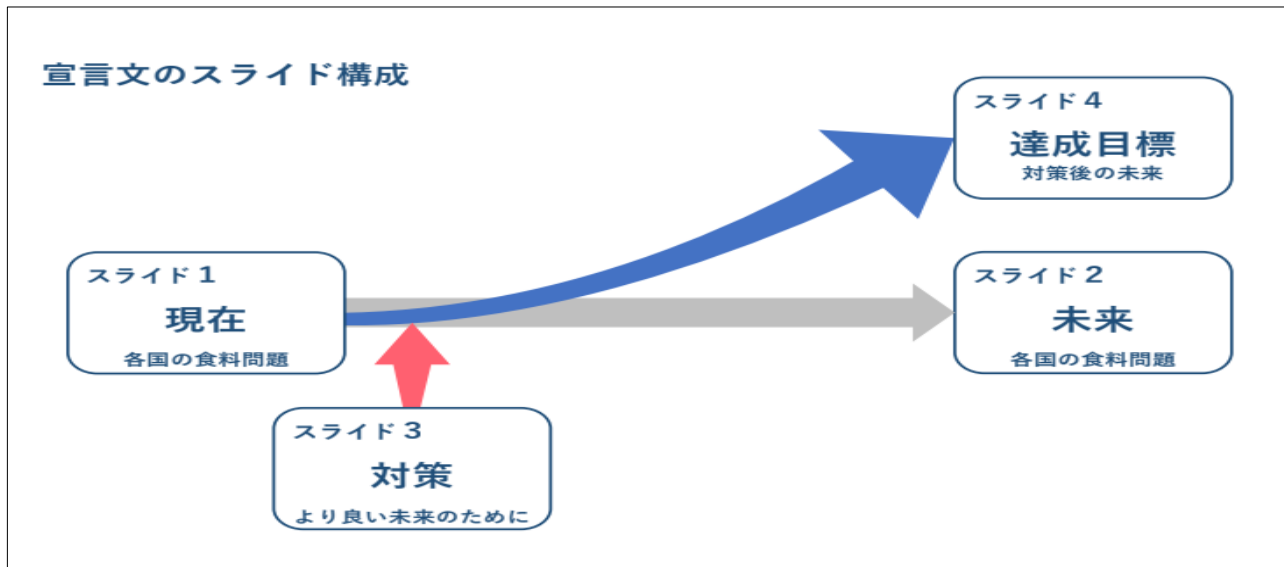 宣言文のスライド構成
スライド4
達成目標
対策後の未来
スライド1
現在
各国の食料問題
スライド2
未来
各国の食料問題
スライド3
対策
より良い未来のために